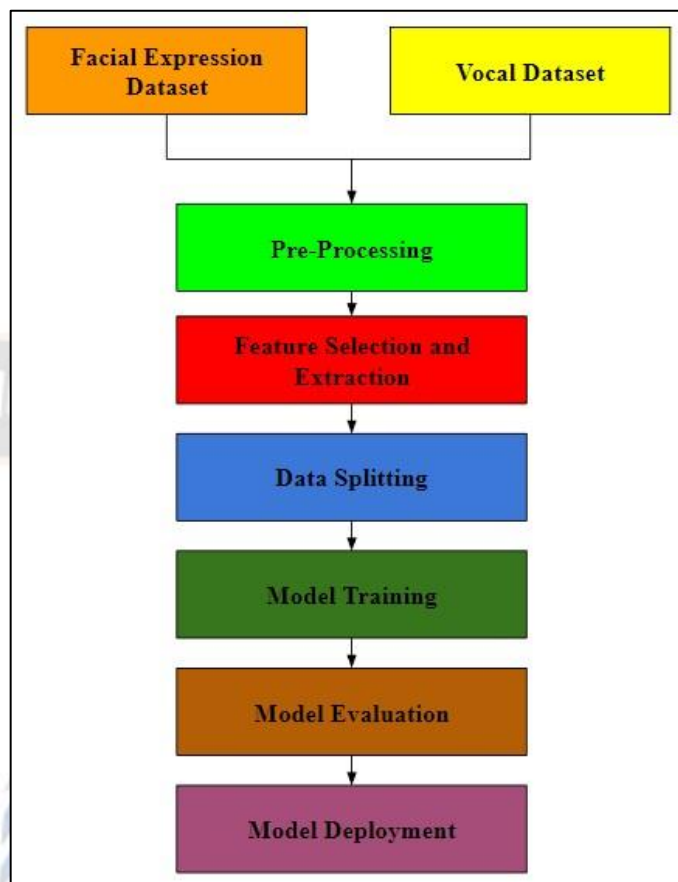 Facial Expression
Dataset
Vocal Dataset
Pre-Processing
Feature Selection and
Extraction
Data Splitting
Model Training
Model Evaluation
Model Deployment